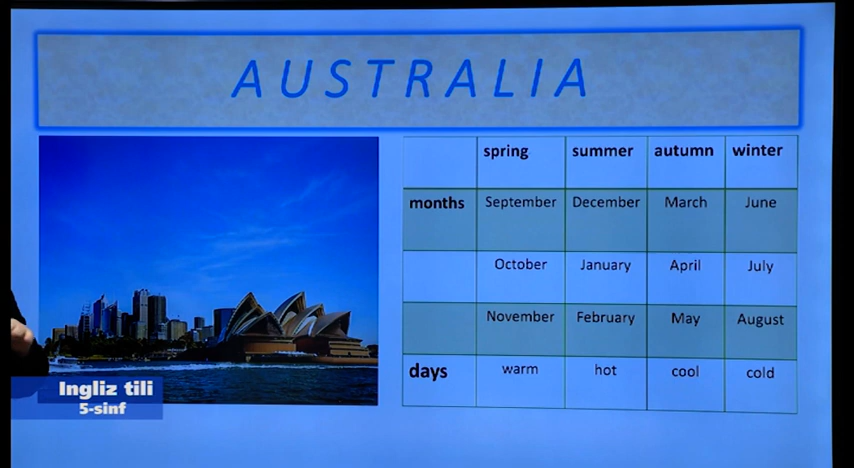 AUSTRALIA
spring summer autumn winter
months September December March June
October January April July
November February May August
days warm hot cool cold
Ingliz tili
5-sinf